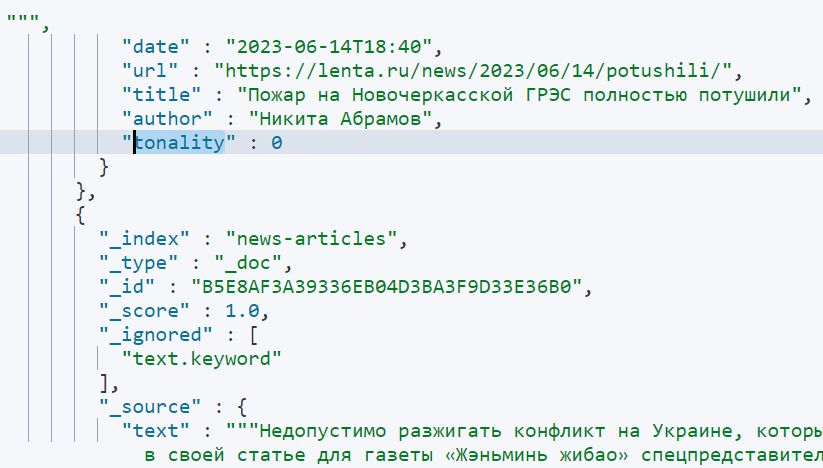 """,
"date" : "2023-06-14T18:40",
"url" : "https://lenta.ru/news/2023/06/14/potushili/",
"title" : "Пожар на Новочеркасской ГРЭС полностью потушили",
"author" : "Никита Абрамов",
"tonality" : 0
}
},
{
"_index" : "news-articles",
"_type" : "_doc",
"_id" : "B5E8AF3A39336EB04D3BA3F9D33E36B0",
"_score" : 1.0,
"_ignored" : [
"text.keyword"
],
"_source" : {
"text" : """Недопустимо разжигать конфликт на Украине, которы
в своей статье для газеты «Жэньминь жибао» спецпредставител